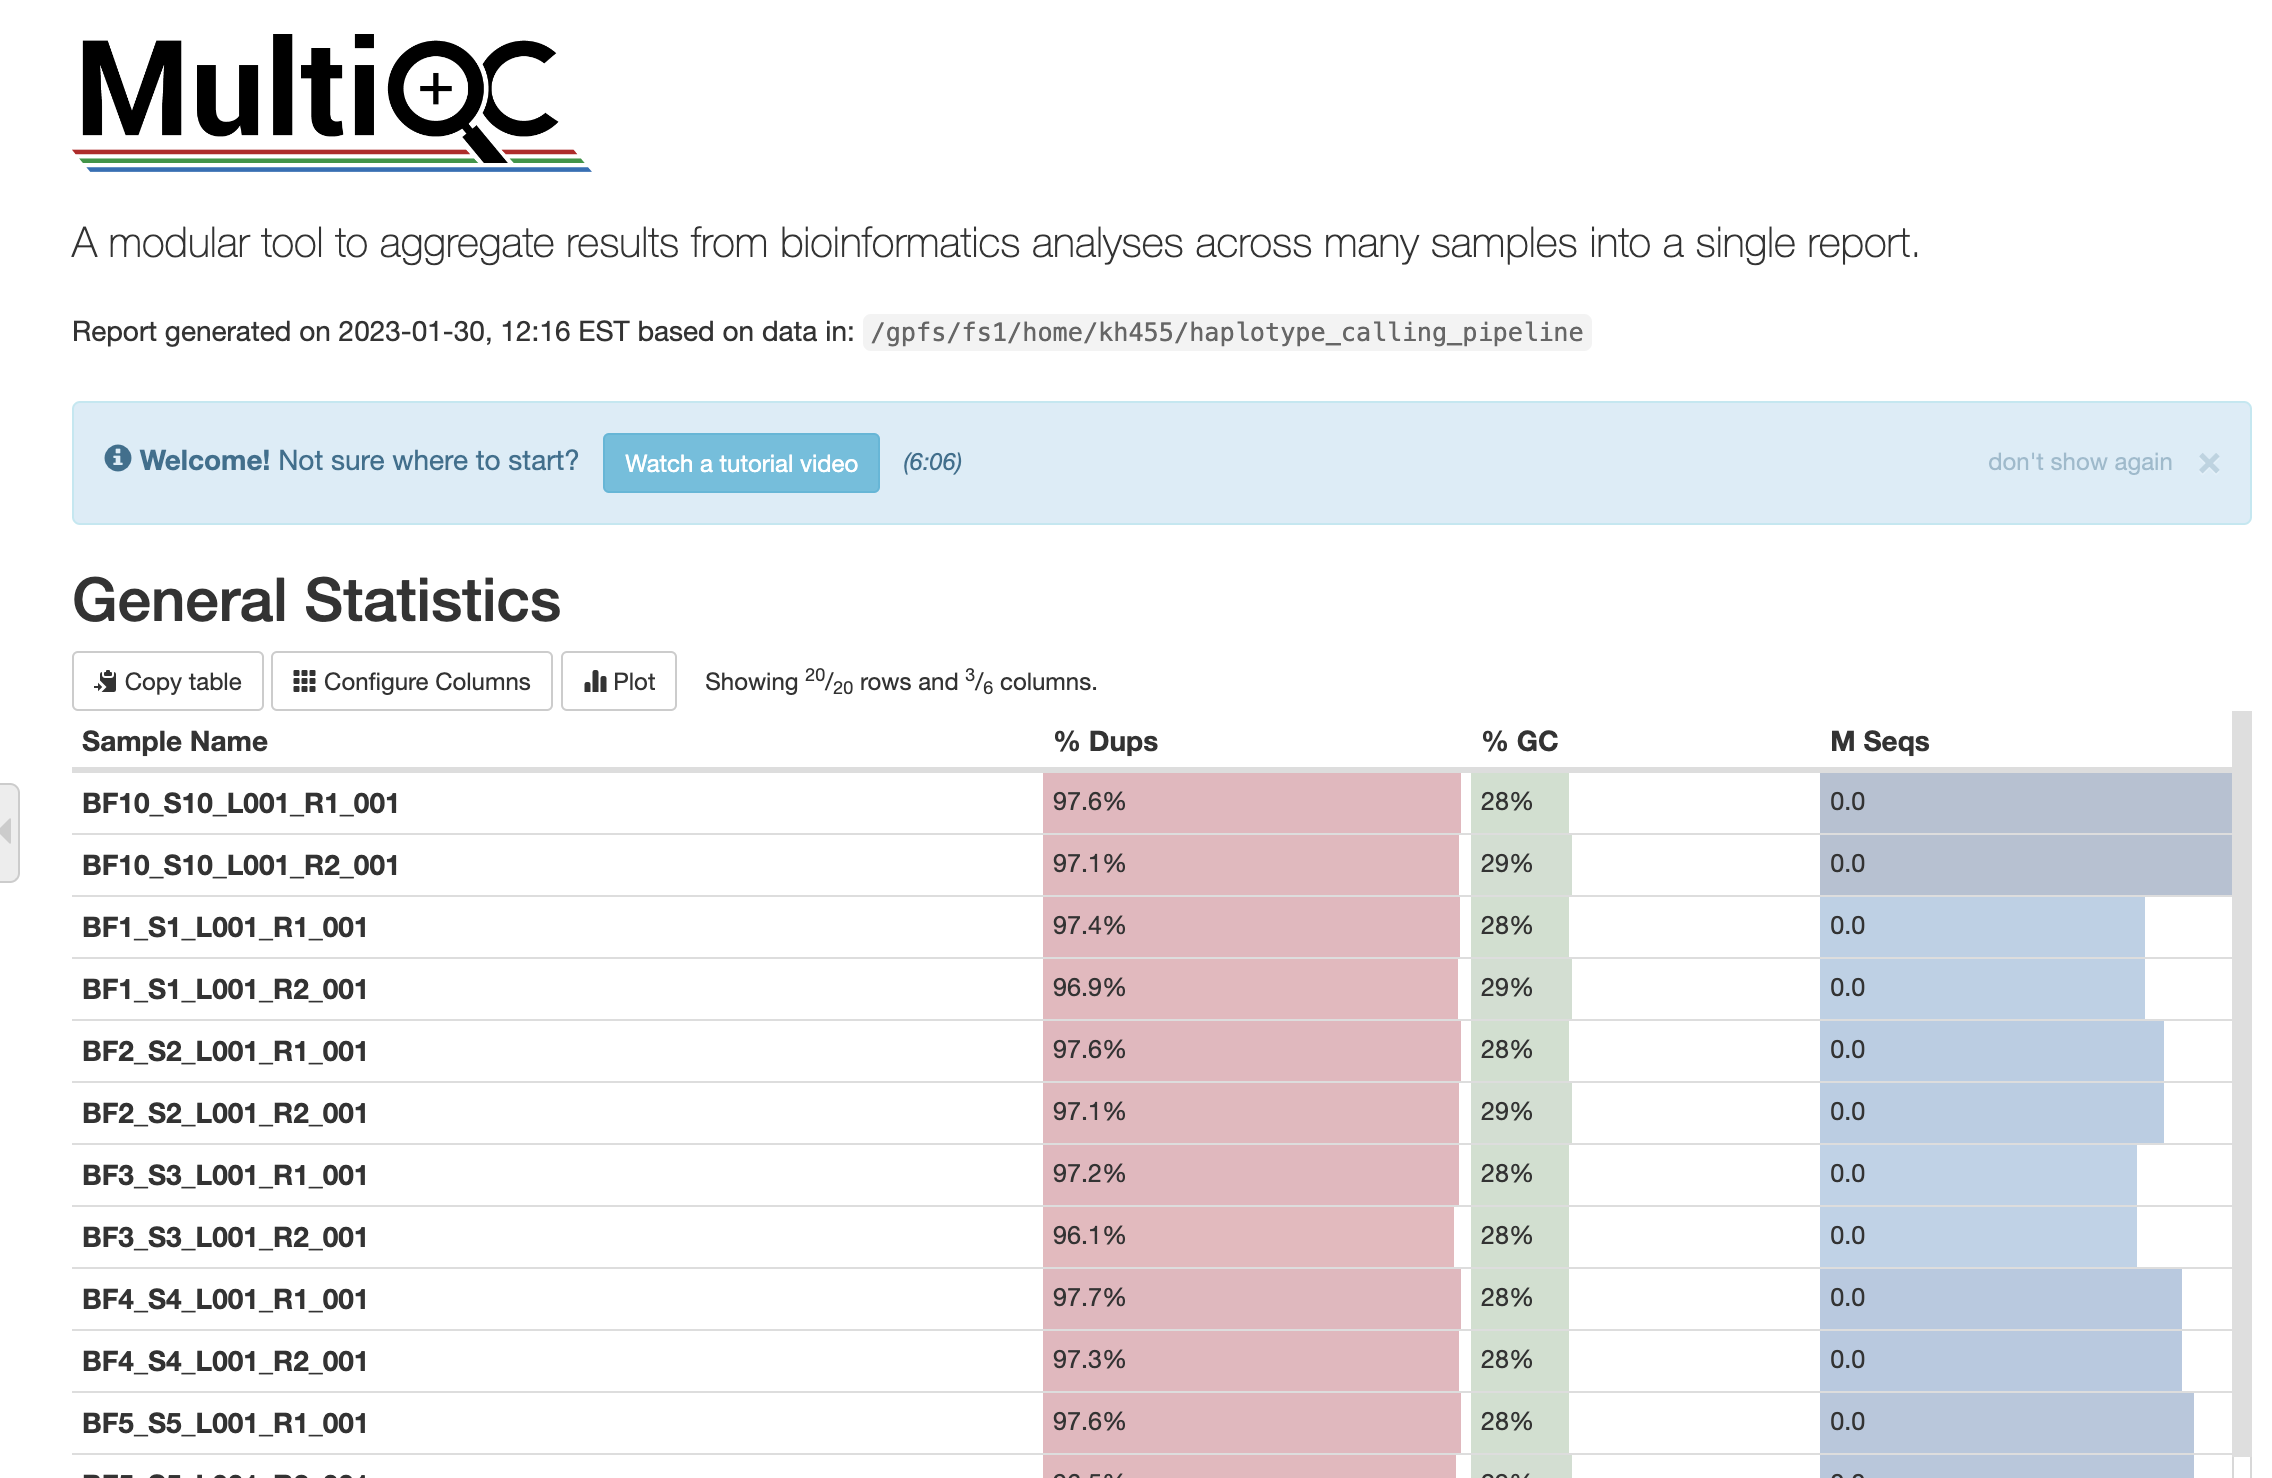 MultiQC
A modular tool to aggregate results from bioinformatics analyses across many samples into a single report.
Report generated on 2023-01-30, 12:16 EST based on data in: /gpfs/fs1/home/kh455/haplotype_calling_pipeline
Welcome! Not sure where to start? Watch a tutorial video (6:06) don't show again ×
General Statistics
Copy table Configure Columns Plot Showing 20/20 rows and 3/6 columns.
Sample Name % Dups % GC M Seqs
BF10_S10_L001_R1_001 97.6% 28% 0.0
BF10_S10_L001_R2_001 97.1% 29% 0.0
BF1_S1_L001_R1_001 97.4% 28% 0.0
BF1_S1_L001_R2_001 96.9% 29% 0.0
BF2_S2_L001_R1_001 97.6% 28% 0.0
BF2_S2_L001_R2_001 97.1% 29% 0.0
BF3_S3_L001_R1_001 97.2% 28% 0.0
BF3_S3_L001_R2_001 96.1% 28% 0.0
BF4_S4_L001_R1_001 97.7% 28% 0.0
BF4_S4_L001_R2_001 97.3% 28% 0.0
BF5_S5_L001_R1_001 97.6% 28% 0.0